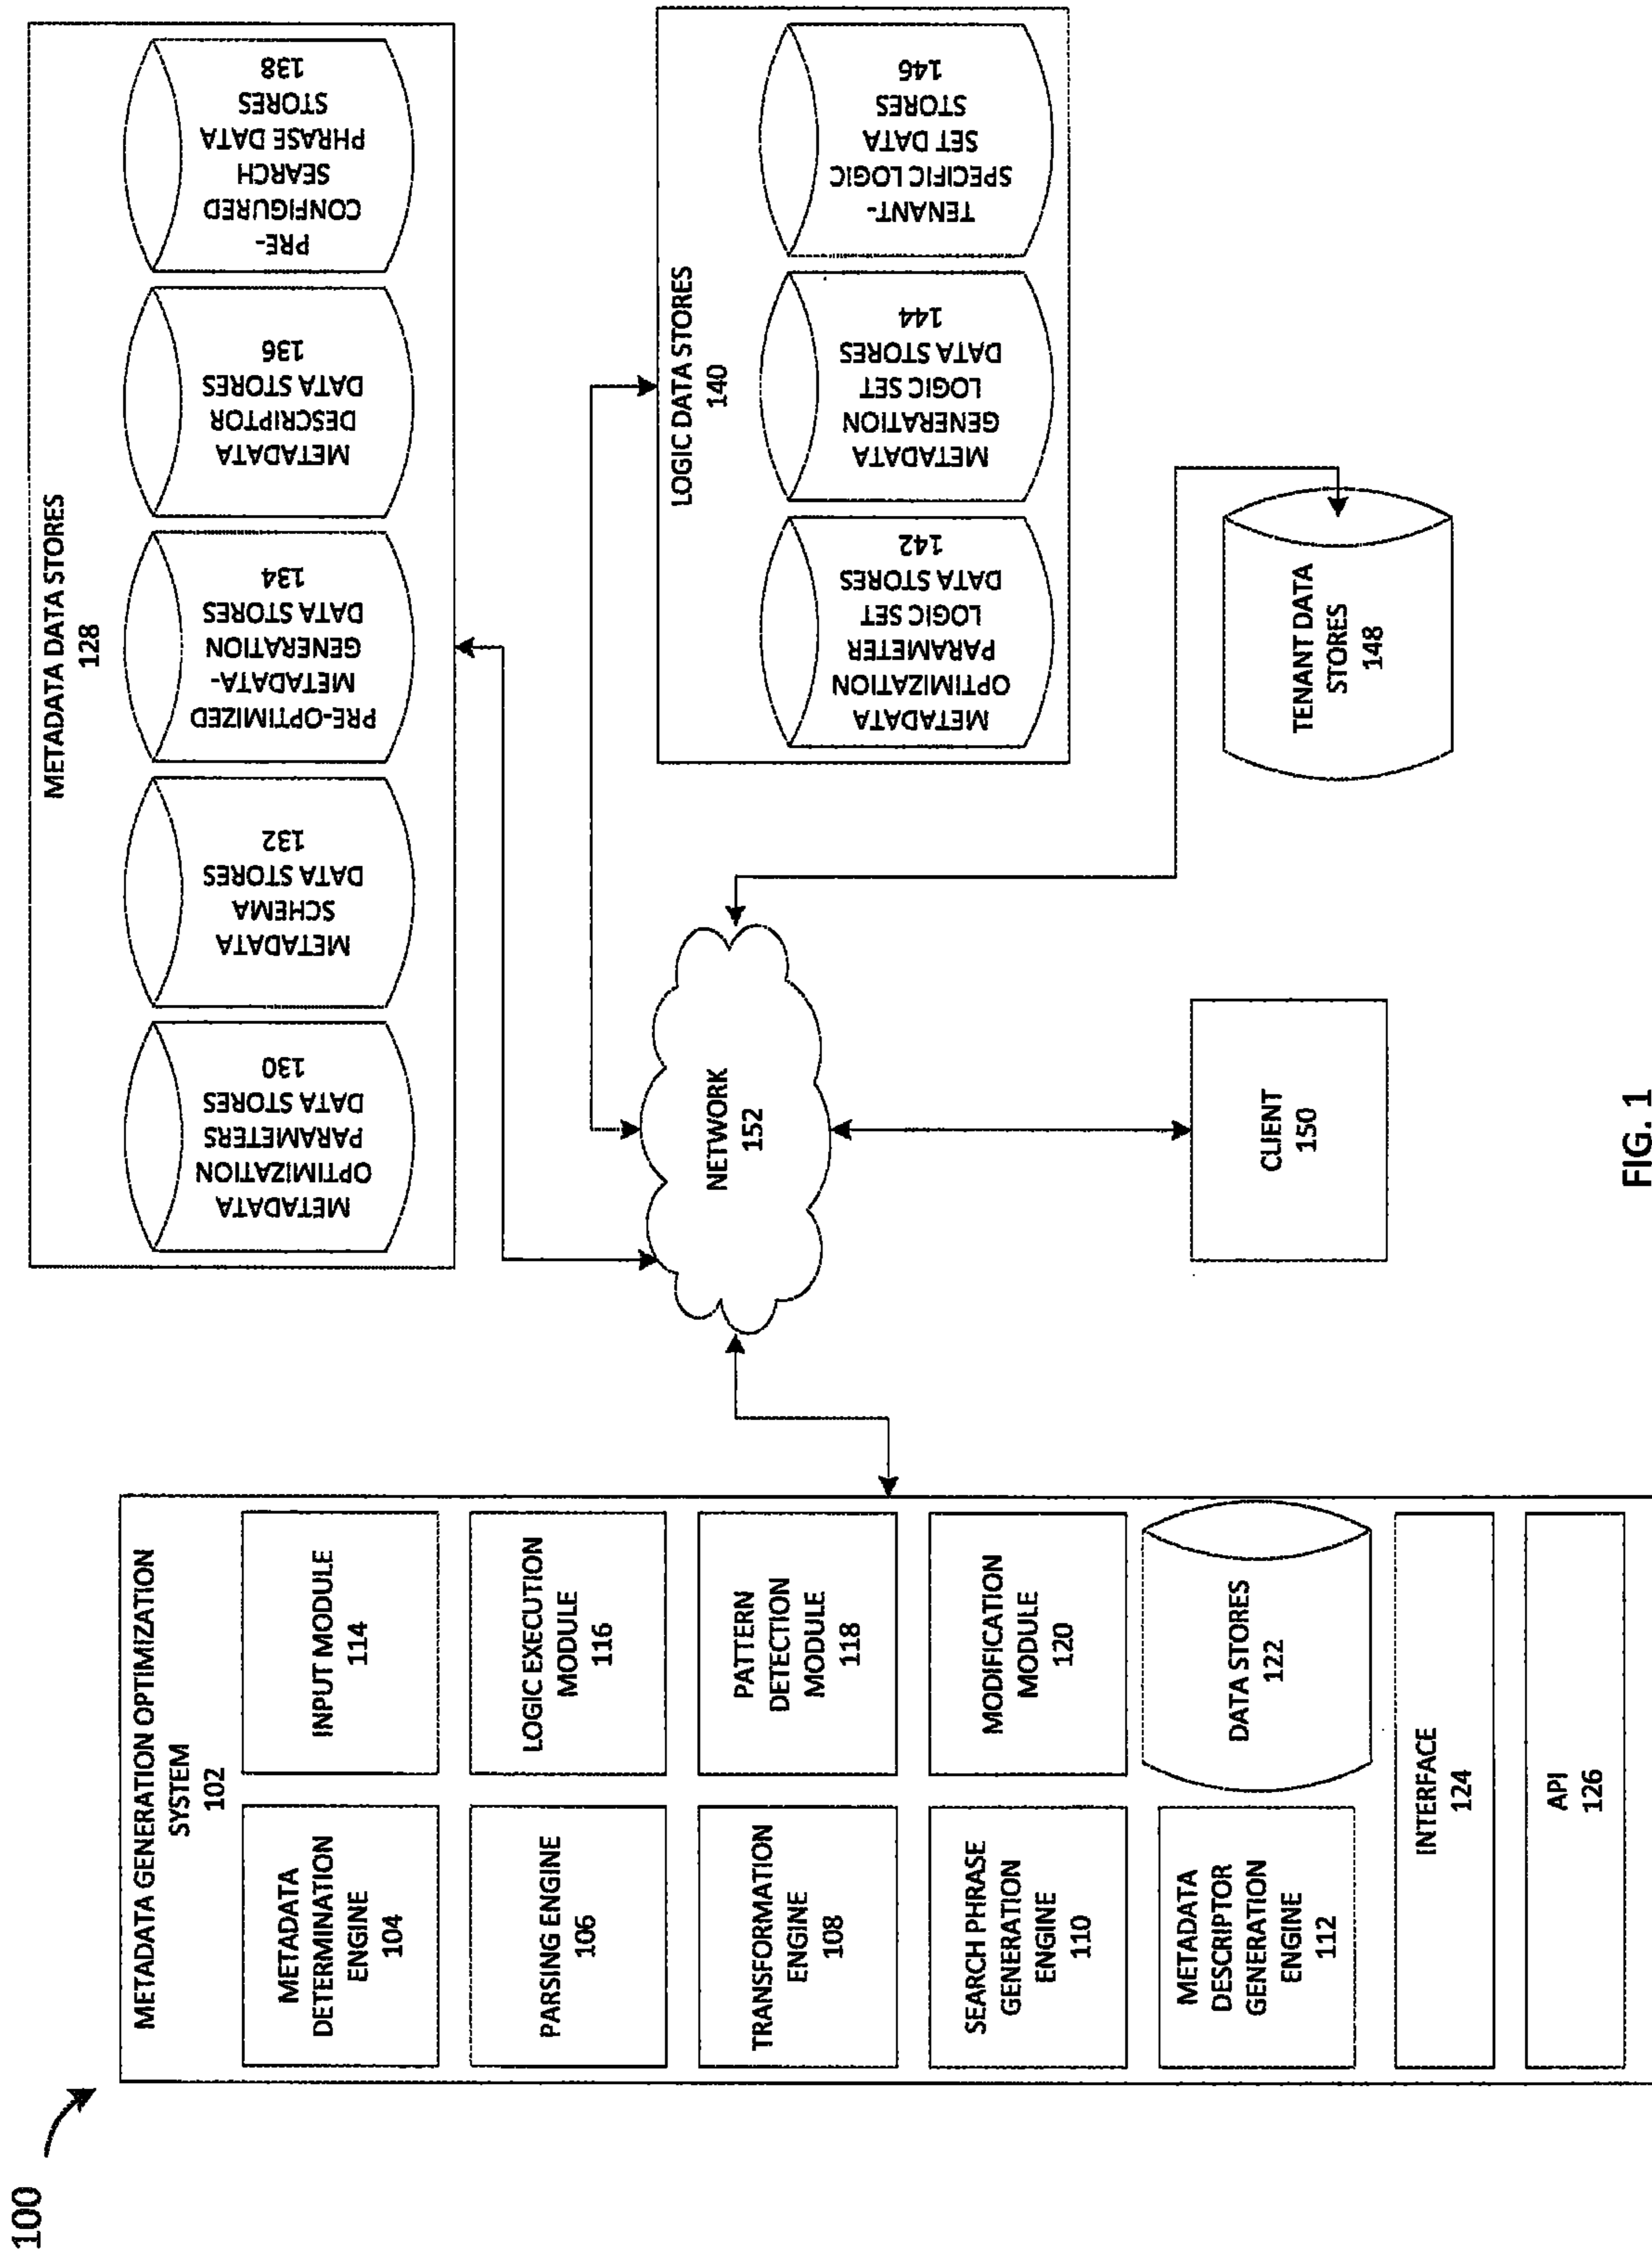 100
METADATA GENERATION OPTIMIZATION
SYSTEM
102
METADATA
DETERMINATION
ENGINE
104
INPUT MODULE
114
PARSING ENGINE
106
LOGIC EXECUTION
MODULE
116
TRANSFORMATION
ENGINE
108
PATTERN
DETECTION
MODULE
118
SEARCH PHRASE
GENERATION
ENGINE
110
MODIFICATION
MODULE
120
METADATA
DESCRIPTOR
GENERATION
ENGINE
112
DATA STORES
122
INTERFACE
124
API
126
NETWORK
152
CLIENT
150
METADATA DATA STORES
128
METADATA
OPTIMIZATION
PARAMETERS
DATA STORES
130
METADATA
SCHEMA
DATA STORES
132
PRE-OPTIMIZED
METADATA-
GENERATION
DATA STORES
134
METADATA
DESCRIPTOR
DATA STORES
136
PRE-
CONFIGURED
SEARCH
PHRASE DATA
STORES
138
LOGIC DATA STORES
140
METADATA
OPTIMIZATION
PARAMETER
LOGIC SET
DATA STORES
142
METADATA
GENERATION
LOGIC SET
DATA STORES
144
TENANT-
SPECIFIC LOGIC
SET DATA
STORES
146
TENANT DATA
STORES
148
FIG. 1